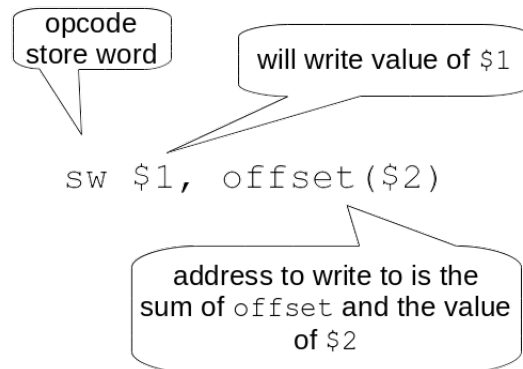 opcode
store word
will write value of $1
sw $1, offset($2)
address to write to is the
sum of offset and the value
of $2